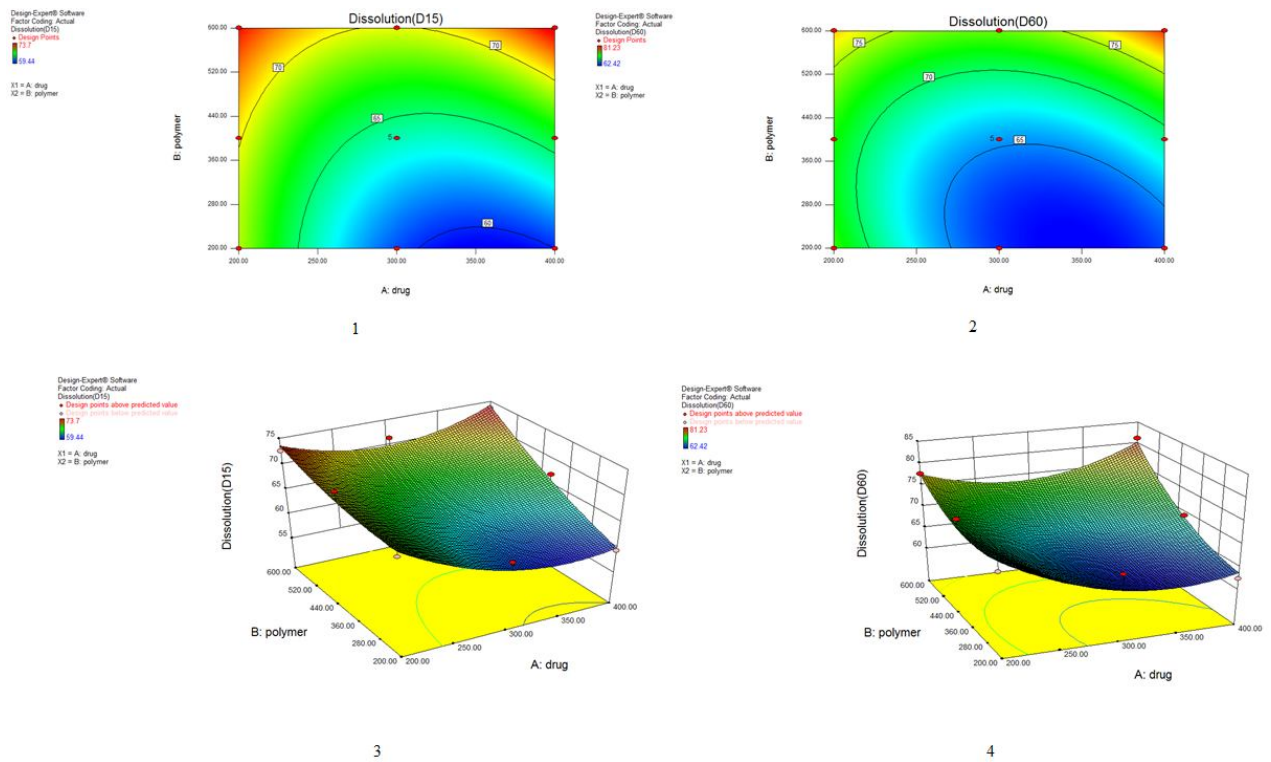 Design-Expert® Software
Factor Coding: Actual
Dissolution(D15)
Design Points
73.7
59.44
X1 = A: drug
X2 = B: polymer
Dissolution(D15)
B: polymer
600.00
520.00
440.00
360.00
280.00
200.00
70
70
65
5
60
200.00 250.00 300.00 350.00 400.00
A: drug
1
Design-Expert® Software
Factor Coding: Actual
Dissolution(D60)
Design Points
81.23
62.42
X1 = A: drug
X2 = B: polymer
Dissolution(D60)
B: polymer
600.00
520.00
440.00
360.00
280.00
200.00
75
75
70
5
65
200.00 250.00 300.00 350.00 400.00
A: drug
2
Design-Expert® Software
Factor Coding: Actual
Dissolution(D15)
Design points above predicted value
Design points below predicted value
73.7
59.44
X1 = A: drug
X2 = B: polymer
Dissolution(D15)
75
70
65
60
55
600.00
520.00
440.00
360.00
280.00
200.00
B: polymer
200.00
250.00
300.00
350.00
400.00
A: drug
3
Design-Expert® Software
Factor Coding: Actual
Dissolution(D60)
Design points above predicted value
Design points below predicted value
81.23
62.42
X1 = A: drug
X2 = B: polymer
Dissolution(D60)
85
80
75
70
65
60
600.00
520.00
440.00
360.00
280.00
200.00
B: polymer
200.00
250.00
300.00
350.00
400.00
A: drug
4